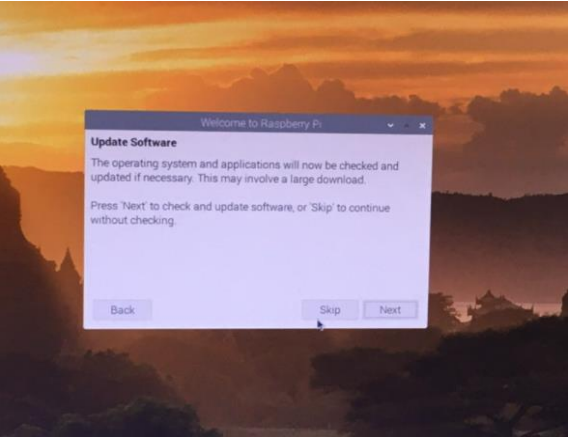 Welcome to Raspberry Pi
Update Software
The operating system and applications will now be checked and
updated if necessary. This may involve a large download.
Press 'Next' to check and update software, or 'Skip' to continue
without checking.
Back
Skip
Next